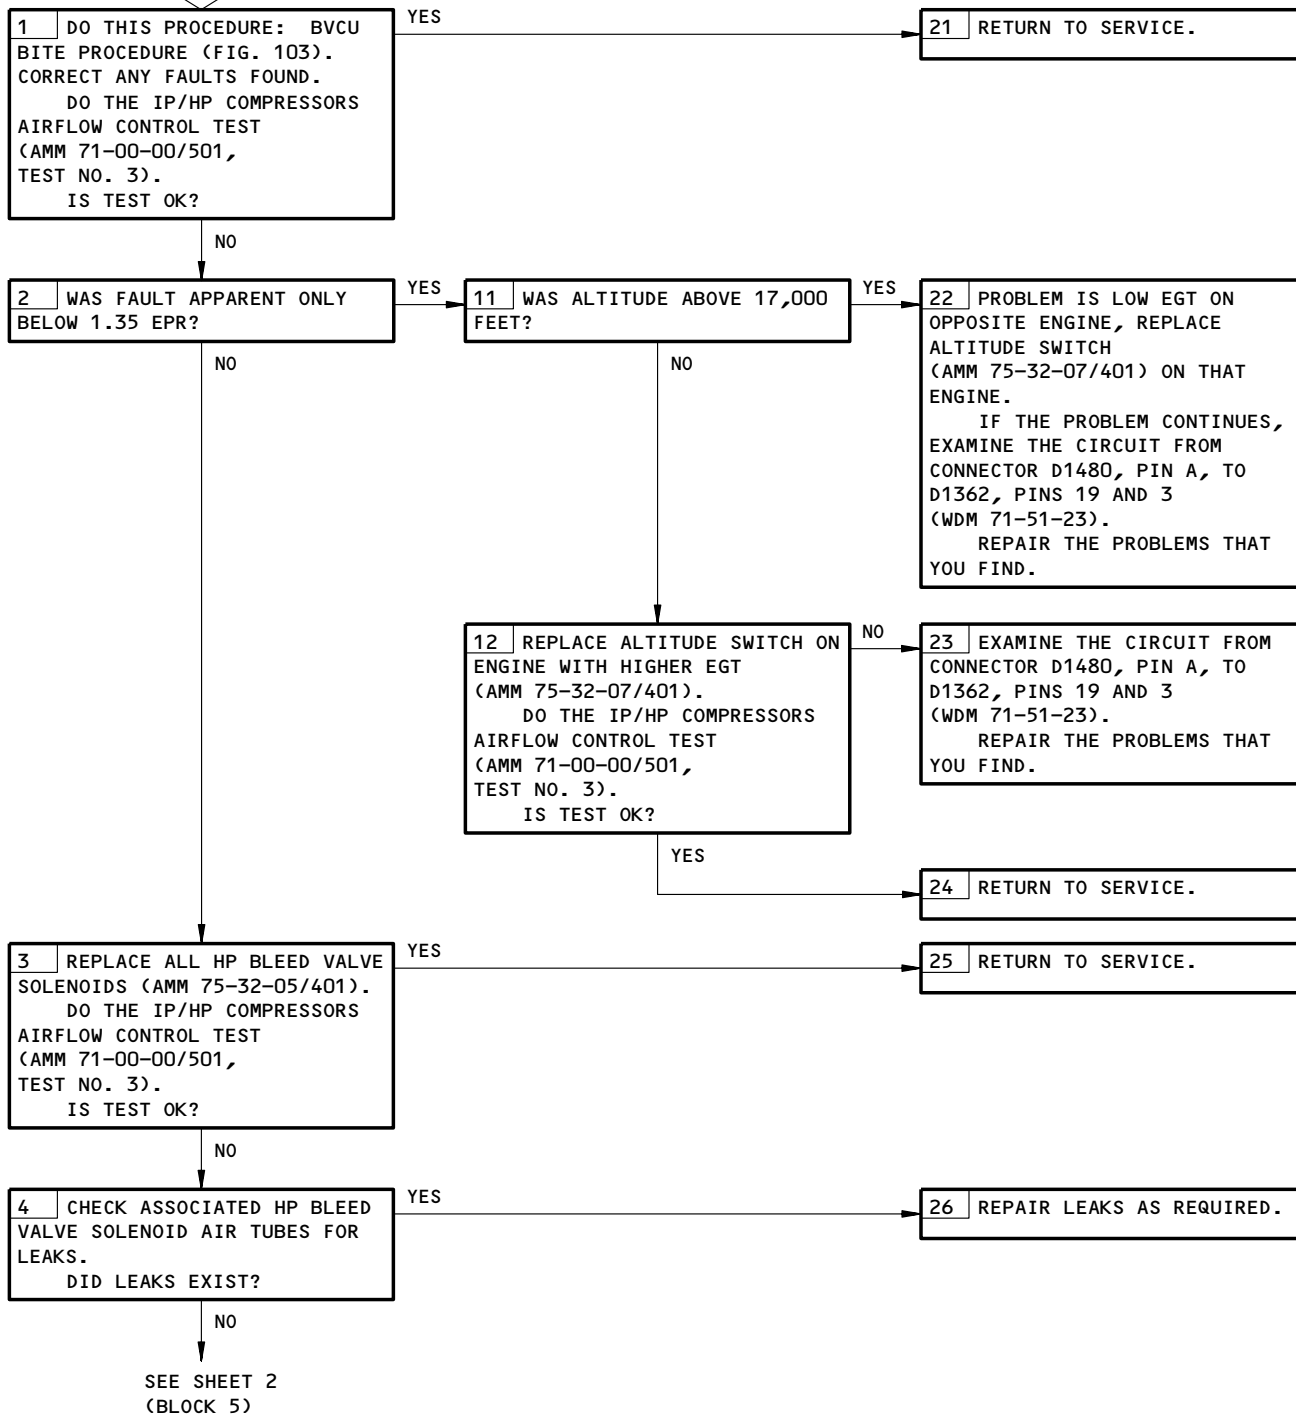 1 DO THIS PROCEDURE: BVCU
BITE PROCEDURE (FIG. 103).
CORRECT ANY FAULTS FOUND.
DO THE IP/HP COMPRESSORS
AIRFLOW CONTROL TEST
(AMM 71-00-00/501,
TEST NO. 3).
IS TEST OK?
YES
21 RETURN TO SERVICE.
NO
2 WAS FAULT APPARENT ONLY
BELOW 1.35 EPR?
YES
11 WAS ALTITUDE ABOVE 17,000
FEET?
YES
22 PROBLEM IS LOW EGT ON
OPPOSITE ENGINE, REPLACE
ALTITUDE SWITCH
(AMM 75-32-07/401) ON THAT
ENGINE.
IF THE PROBLEM CONTINUES,
EXAMINE THE CIRCUIT FROM
CONNECTOR D1480, PIN A, TO
D1362, PINS 19 AND 3
(WDM 71-51-23).
REPAIR THE PROBLEMS THAT
YOU FIND.
NO
NO
12 REPLACE ALTITUDE SWITCH ON
ENGINE WITH HIGHER EGT
(AMM 75-32-07/401).
DO THE IP/HP COMPRESSORS
AIRFLOW CONTROL TEST
(AMM 71-00-00/501,
TEST NO. 3).
IS TEST OK?
NO
23 EXAMINE THE CIRCUIT FROM
CONNECTOR D1480, PIN A, TO
D1362, PINS 19 AND 3
(WDM 71-51-23).
REPAIR THE PROBLEMS THAT
YOU FIND.
YES
24 RETURN TO SERVICE.
3 REPLACE ALL HP BLEED VALVE
SOLENOIDS (AMM 75-32-05/401).
DO THE IP/HP COMPRESSORS
AIRFLOW CONTROL TEST
(AMM 71-00-00/501,
TEST NO. 3).
IS TEST OK?
YES
25 RETURN TO SERVICE.
NO
4 CHECK ASSOCIATED HP BLEED
VALVE SOLENOID AIR TUBES FOR
LEAKS.
DID LEAKS EXIST?
YES
26 REPAIR LEAKS AS REQUIRED.
NO
SEE SHEET 2
(BLOCK 5)